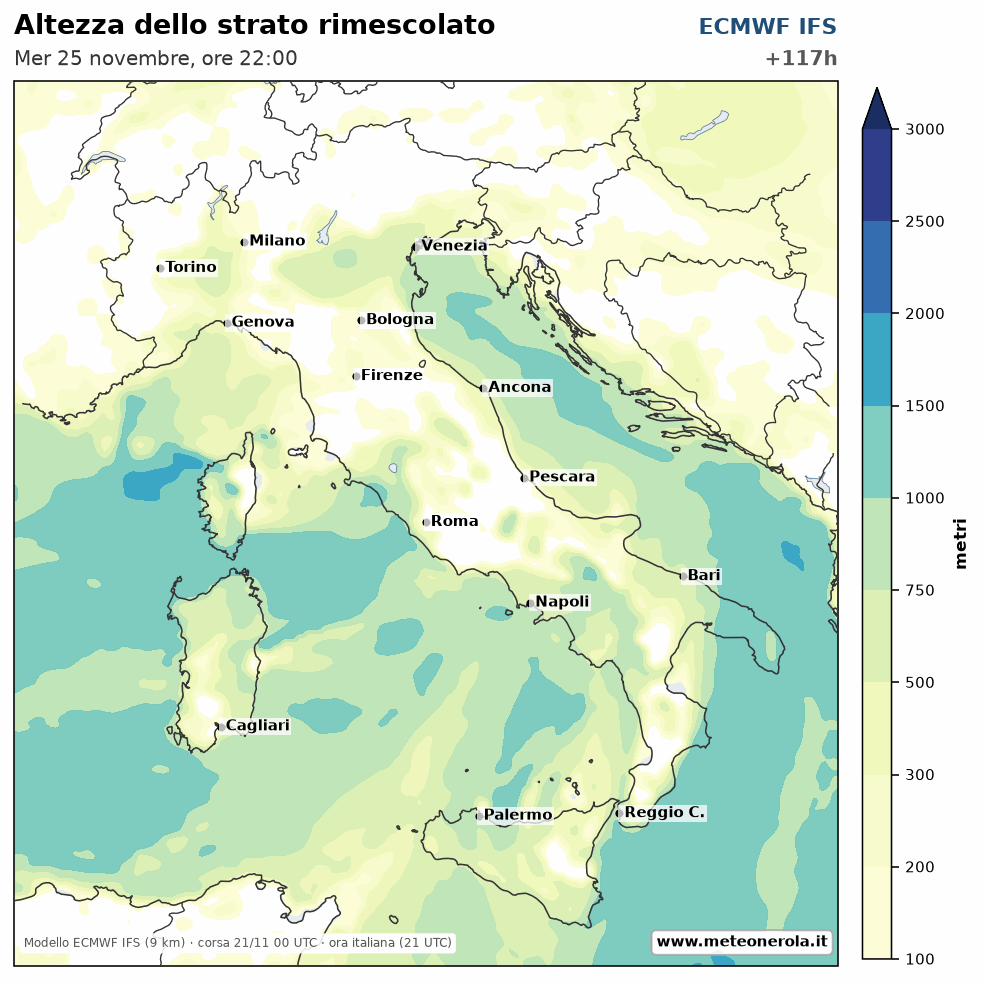 Altezza dello strato rimescolato
ECMWF IFS
Mer 25 novembre, ore 22:00
+117h
3000
2500
2000
1500
1000
750
500
300
200
100
metri
Milano
Venezia
Torino
Genova
Bologna
Firenze
Ancona
Pescara
Roma
Bari
Napoli
Cagliari
Palermo
Reggio C.
Modello ECMWF IFS (9 km) · corsa 21/11 00 UTC · ora italiana (21 UTC)
www.meteonerola.it